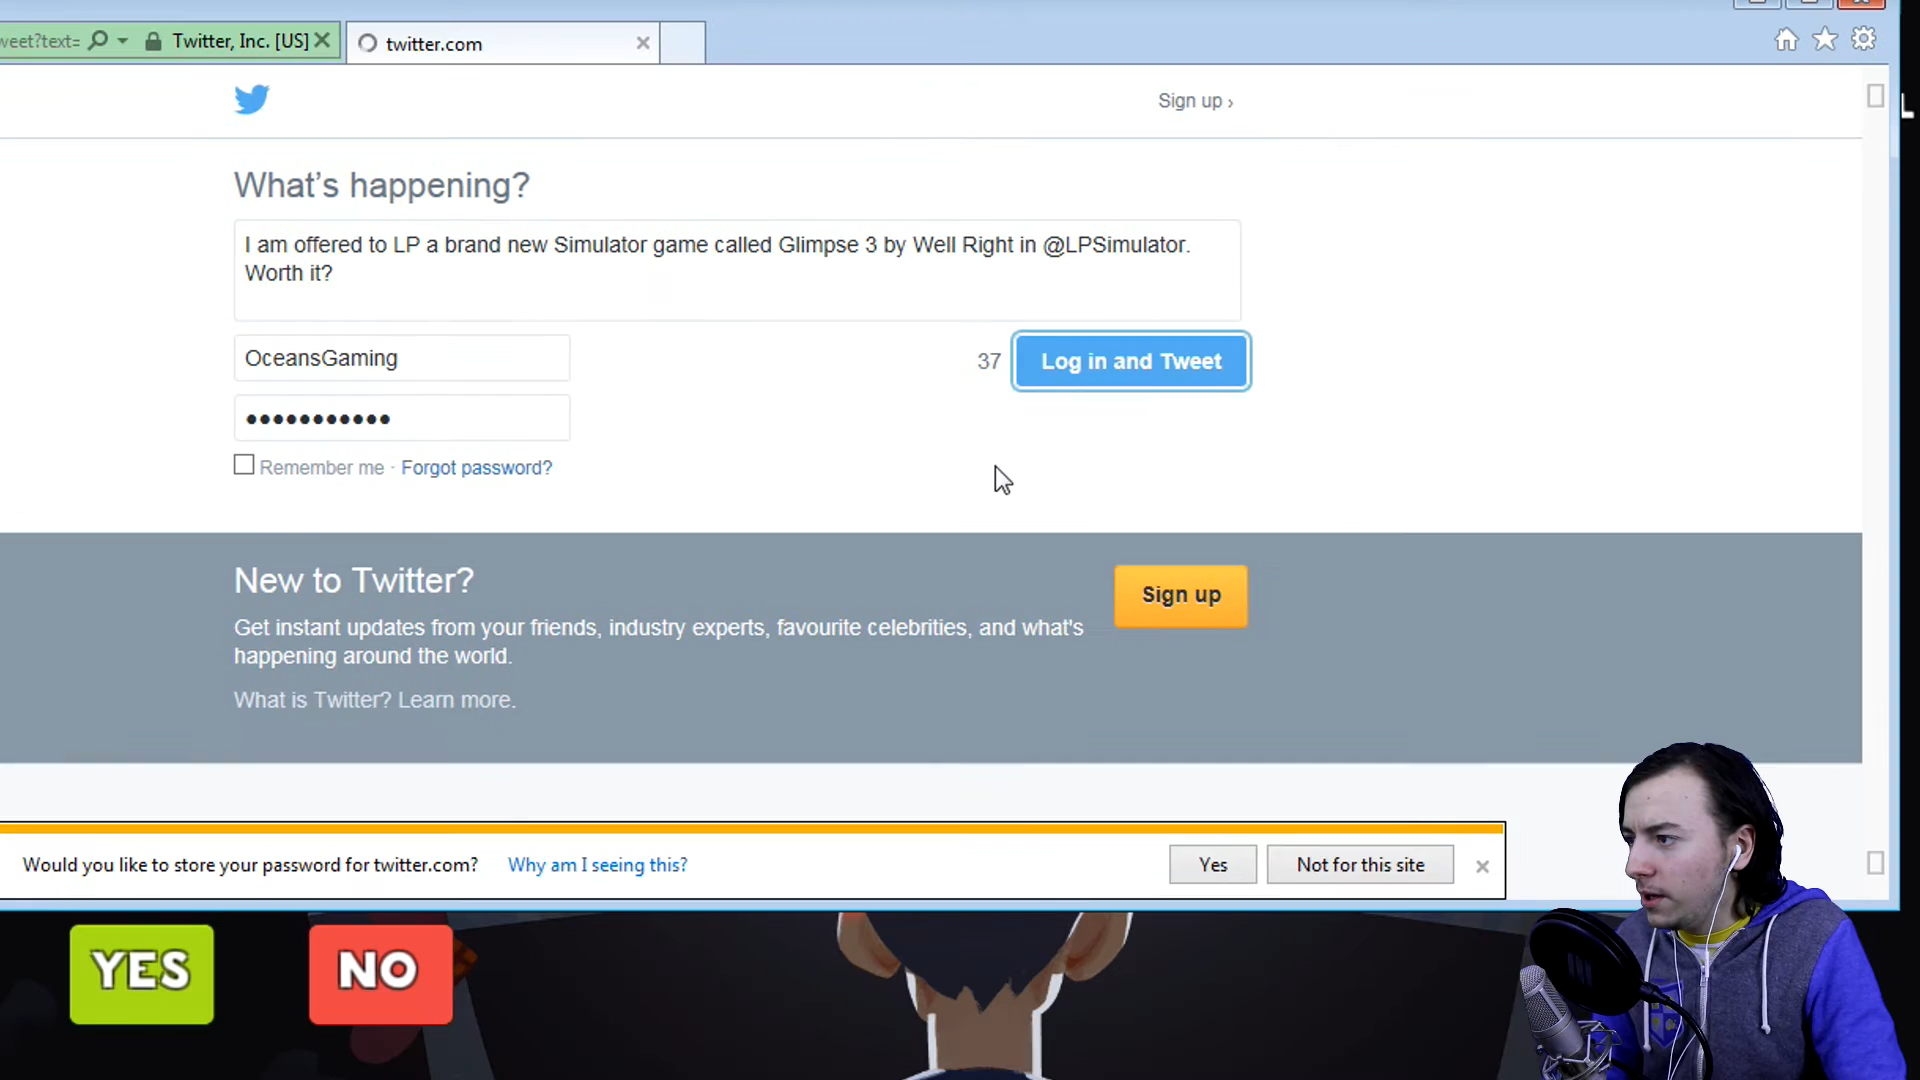 weet?text=
Twitter, Inc. [US]
twitter.com
Sign up ›
What's happening?
I am offered to LP a brand new Simulator game called Glimpse 3 by Well Right in @LPSimulator.
Worth it?
OceansGaming
37
Log in and Tweet
Remember me · Forgot password?
New to Twitter?
Sign up
Get instant updates from your friends, industry experts, favourite celebrities, and what's
happening around the world.
What is Twitter? Learn more.
Would you like to store your password for twitter.com?
Why am I seeing this?
Yes
Not for this site
YES
NO
L